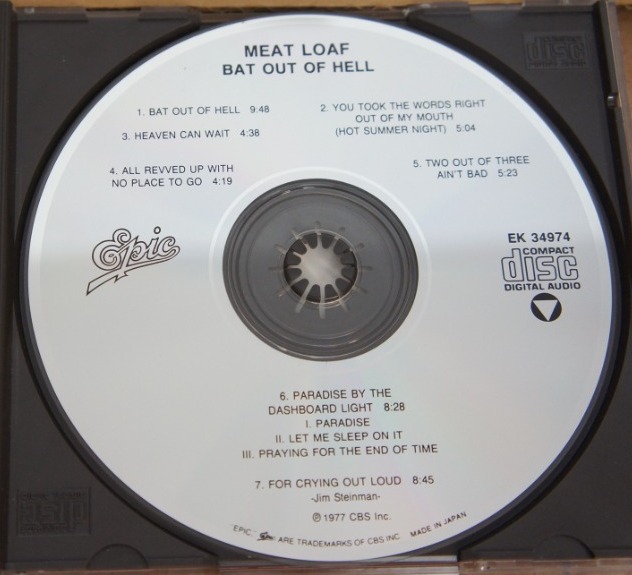 MEAT LOAF
BAT OUT OF HELL
1. BAT OUT OF HELL 9:48
2. YOU TOOK THE WORDS RIGHT
OUT OF MY MOUTH
(HOT SUMMER NIGHT) 5:04
3. HEAVEN CAN WAIT 4:38
4. ALL REVVED UP WITH
NO PLACE TO GO 4:19
5. TWO OUT OF THREE
AIN'T BAD 5:23
Epic
EK 34974
COMPACT
disc
DIGITAL AUDIO
6. PARADISE BY THE
DASHBOARD LIGHT 8:28
I. PARADISE
II. LET ME SLEEP ON IT
III. PRAYING FOR THE END OF TIME
7. FOR CRYING OUT LOUD 8:45
-Jim Steinman-
℗ 1977 CBS Inc.
"EPIC," Epic ARE TRADEMARKS OF CBS INC. MADE IN JAPAN
disc
disc